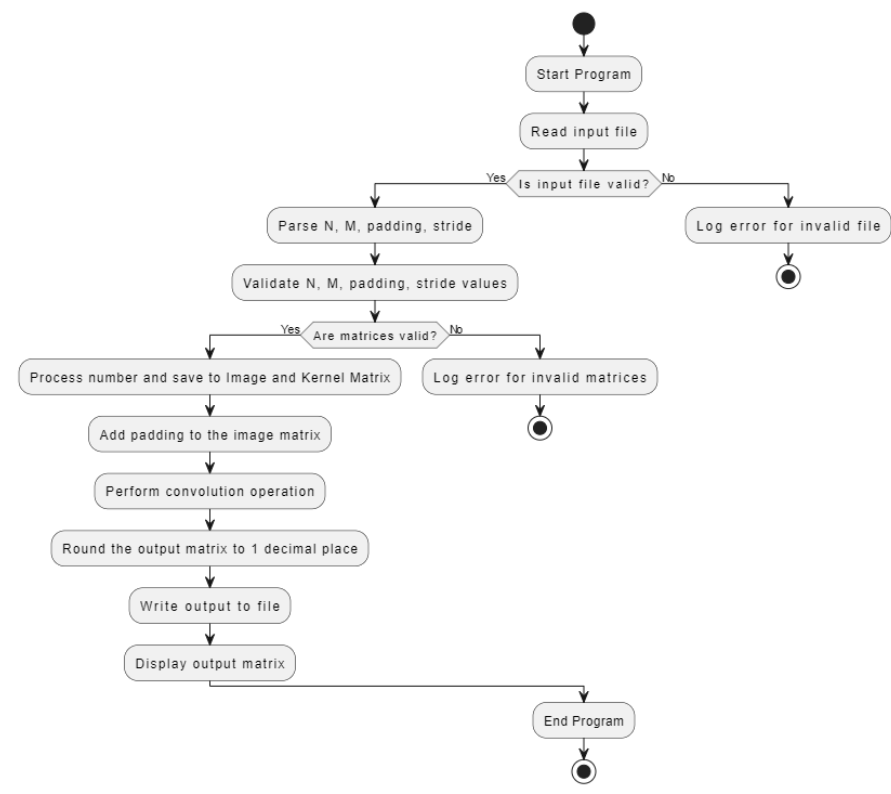 Start Program
Read input file
Yes
Is input file valid?
No
Parse N, M, padding, stride
Log error for invalid file
Validate N, M, padding, stride values
Yes
Are matrices valid?
No
Process number and save to Image and Kernel Matrix
Log error for invalid matrices
Add padding to the image matrix
Perform convolution operation
Round the output matrix to 1 decimal place
Write output to file
Display output matrix
End Program